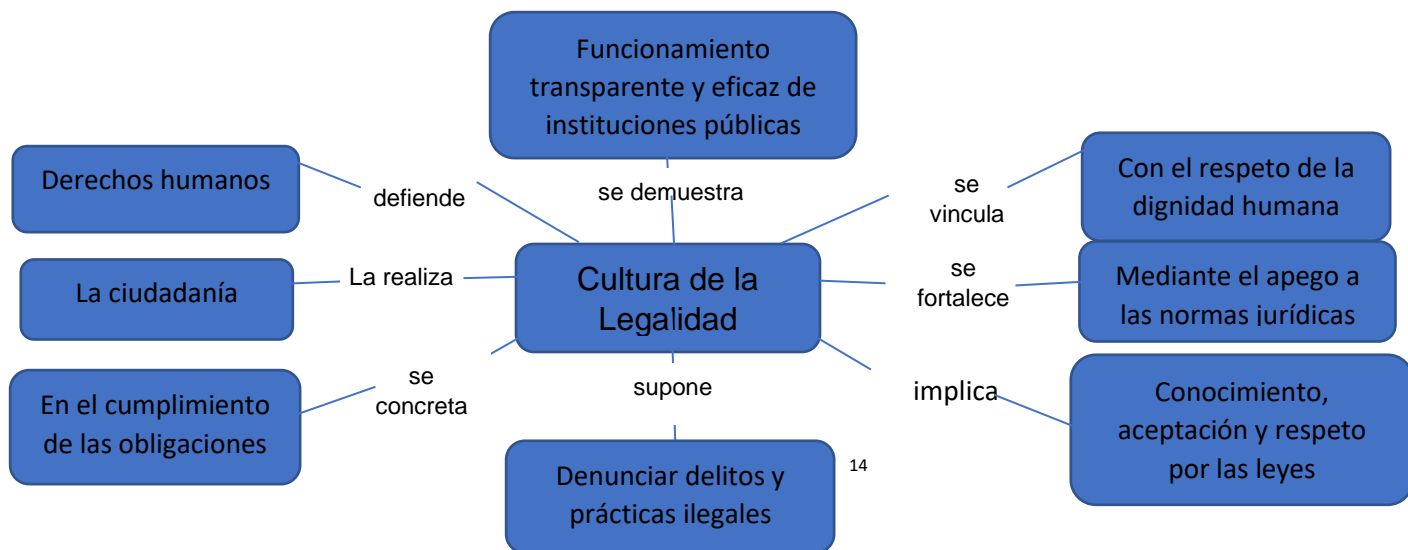 Funcionamiento
transparente y eficaz de
instituciones públicas
Derechos humanos
defiende
se demuestra
se
vincula
Con el respeto de la
dignidad humana
La ciudadanía
La realiza
Cultura de la
Legalidad
se
fortalece
Mediante el apego a
las normas jurídicas
En el cumplimiento
de las obligaciones
se
concreta
supone
implica
Conocimiento,
aceptación y respeto
por las leyes
Denunciar delitos y
prácticas ilegales
14